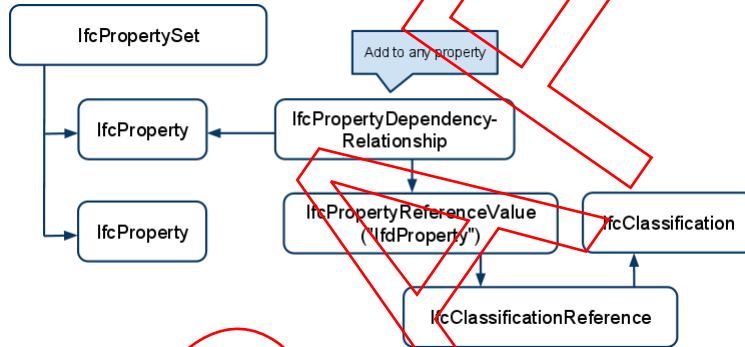 IfcPropertySet
Add to any property
IfcProperty
IfcPropertyDependency-
Relationship
IfcProperty
IfcPropertyReferenceValue
("IfdProperty")
IfcClassification
IfcClassificationReference